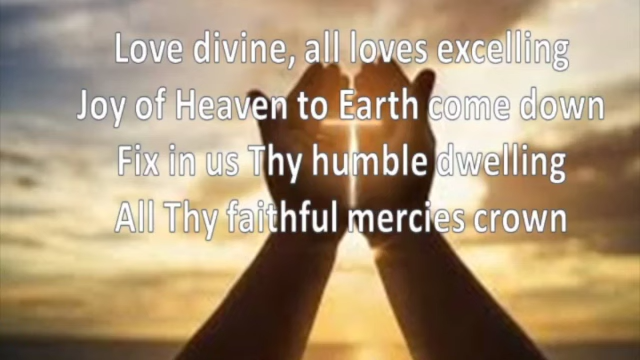 Love divine, all loves excelling
Joy of Heaven to Earth come down
Fix in us Thy humble dwelling
All Thy faithful mercies crown